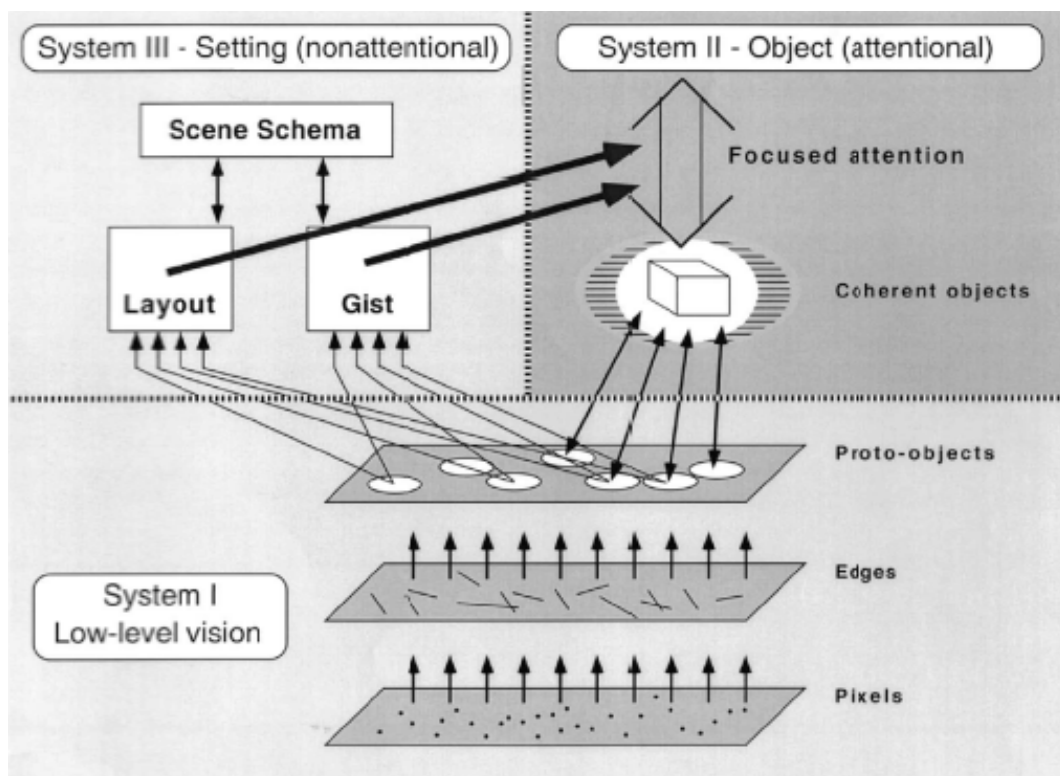 System III - Setting (nonattentional)
System II - Object (attentional)
Scene Schema
Focused attention
Layout
Gist
Coherent objects
Proto-objects
Edges
System I
Low-level vision
Pixels